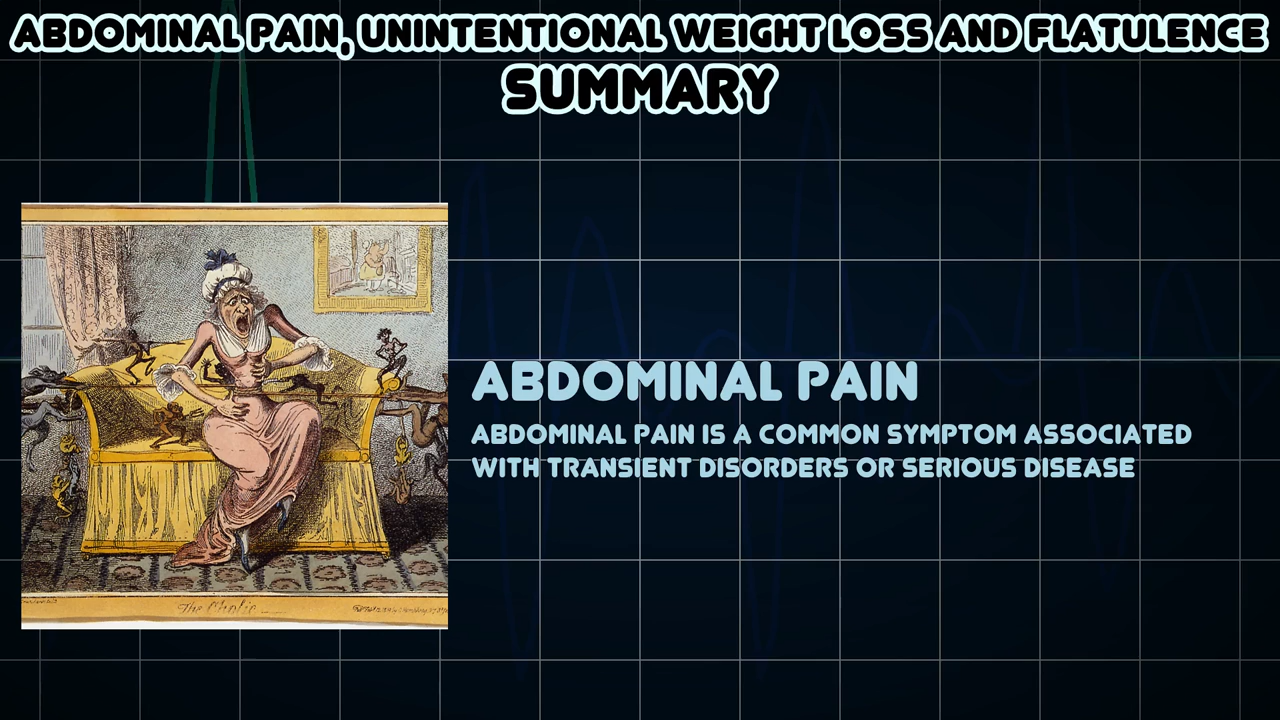 ABDOMINAL PAIN, UNINTENTIONAL WEIGHT LOSS AND FLATULENCE
SUMMARY
ABDOMINAL PAIN
ABDOMINAL PAIN IS A COMMON SYMPTOM ASSOCIATED
WITH TRANSIENT DISORDERS OR SERIOUS DISEASE
The Cholic